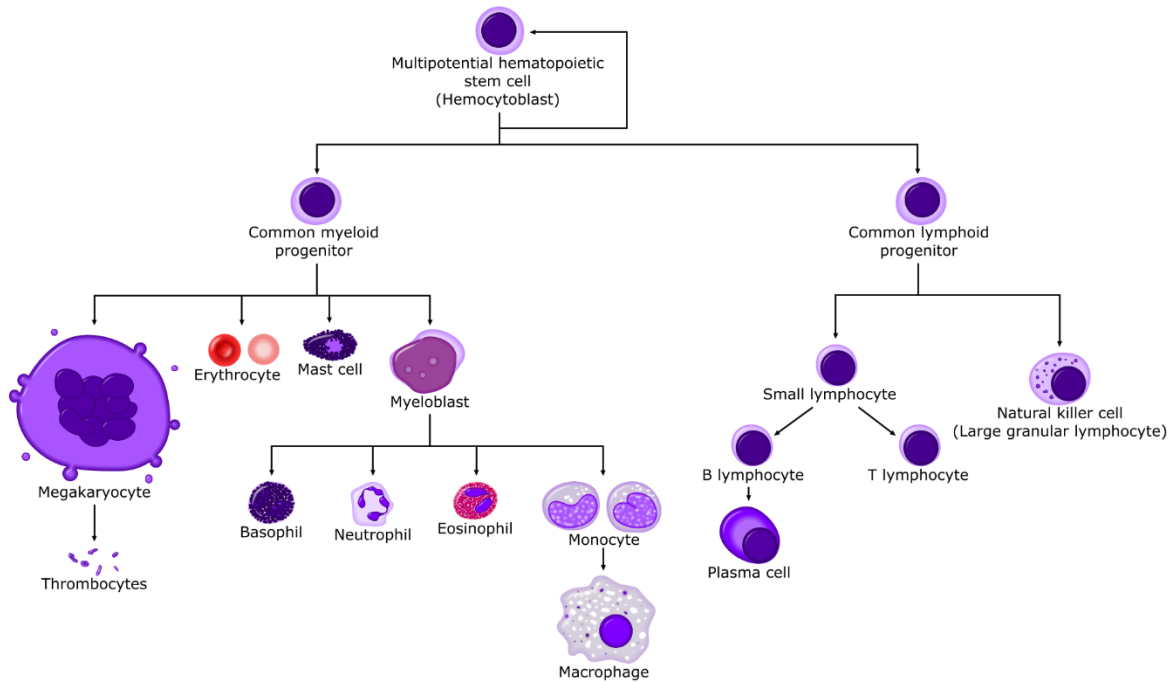 Multipotential hematopoietic
stem cell
(Hemocytoblast)
Common myeloid
progenitor
Common lymphoid
progenitor
Erythrocyte
Mast cell
Myeloblast
Small lymphocyte
Natural killer cell
(Large granular lymphocyte)
Megakaryocyte
B lymphocyte
T lymphocyte
Basophil
Neutrophil
Eosinophil
Monocyte
Thrombocytes
Plasma cell
Macrophage